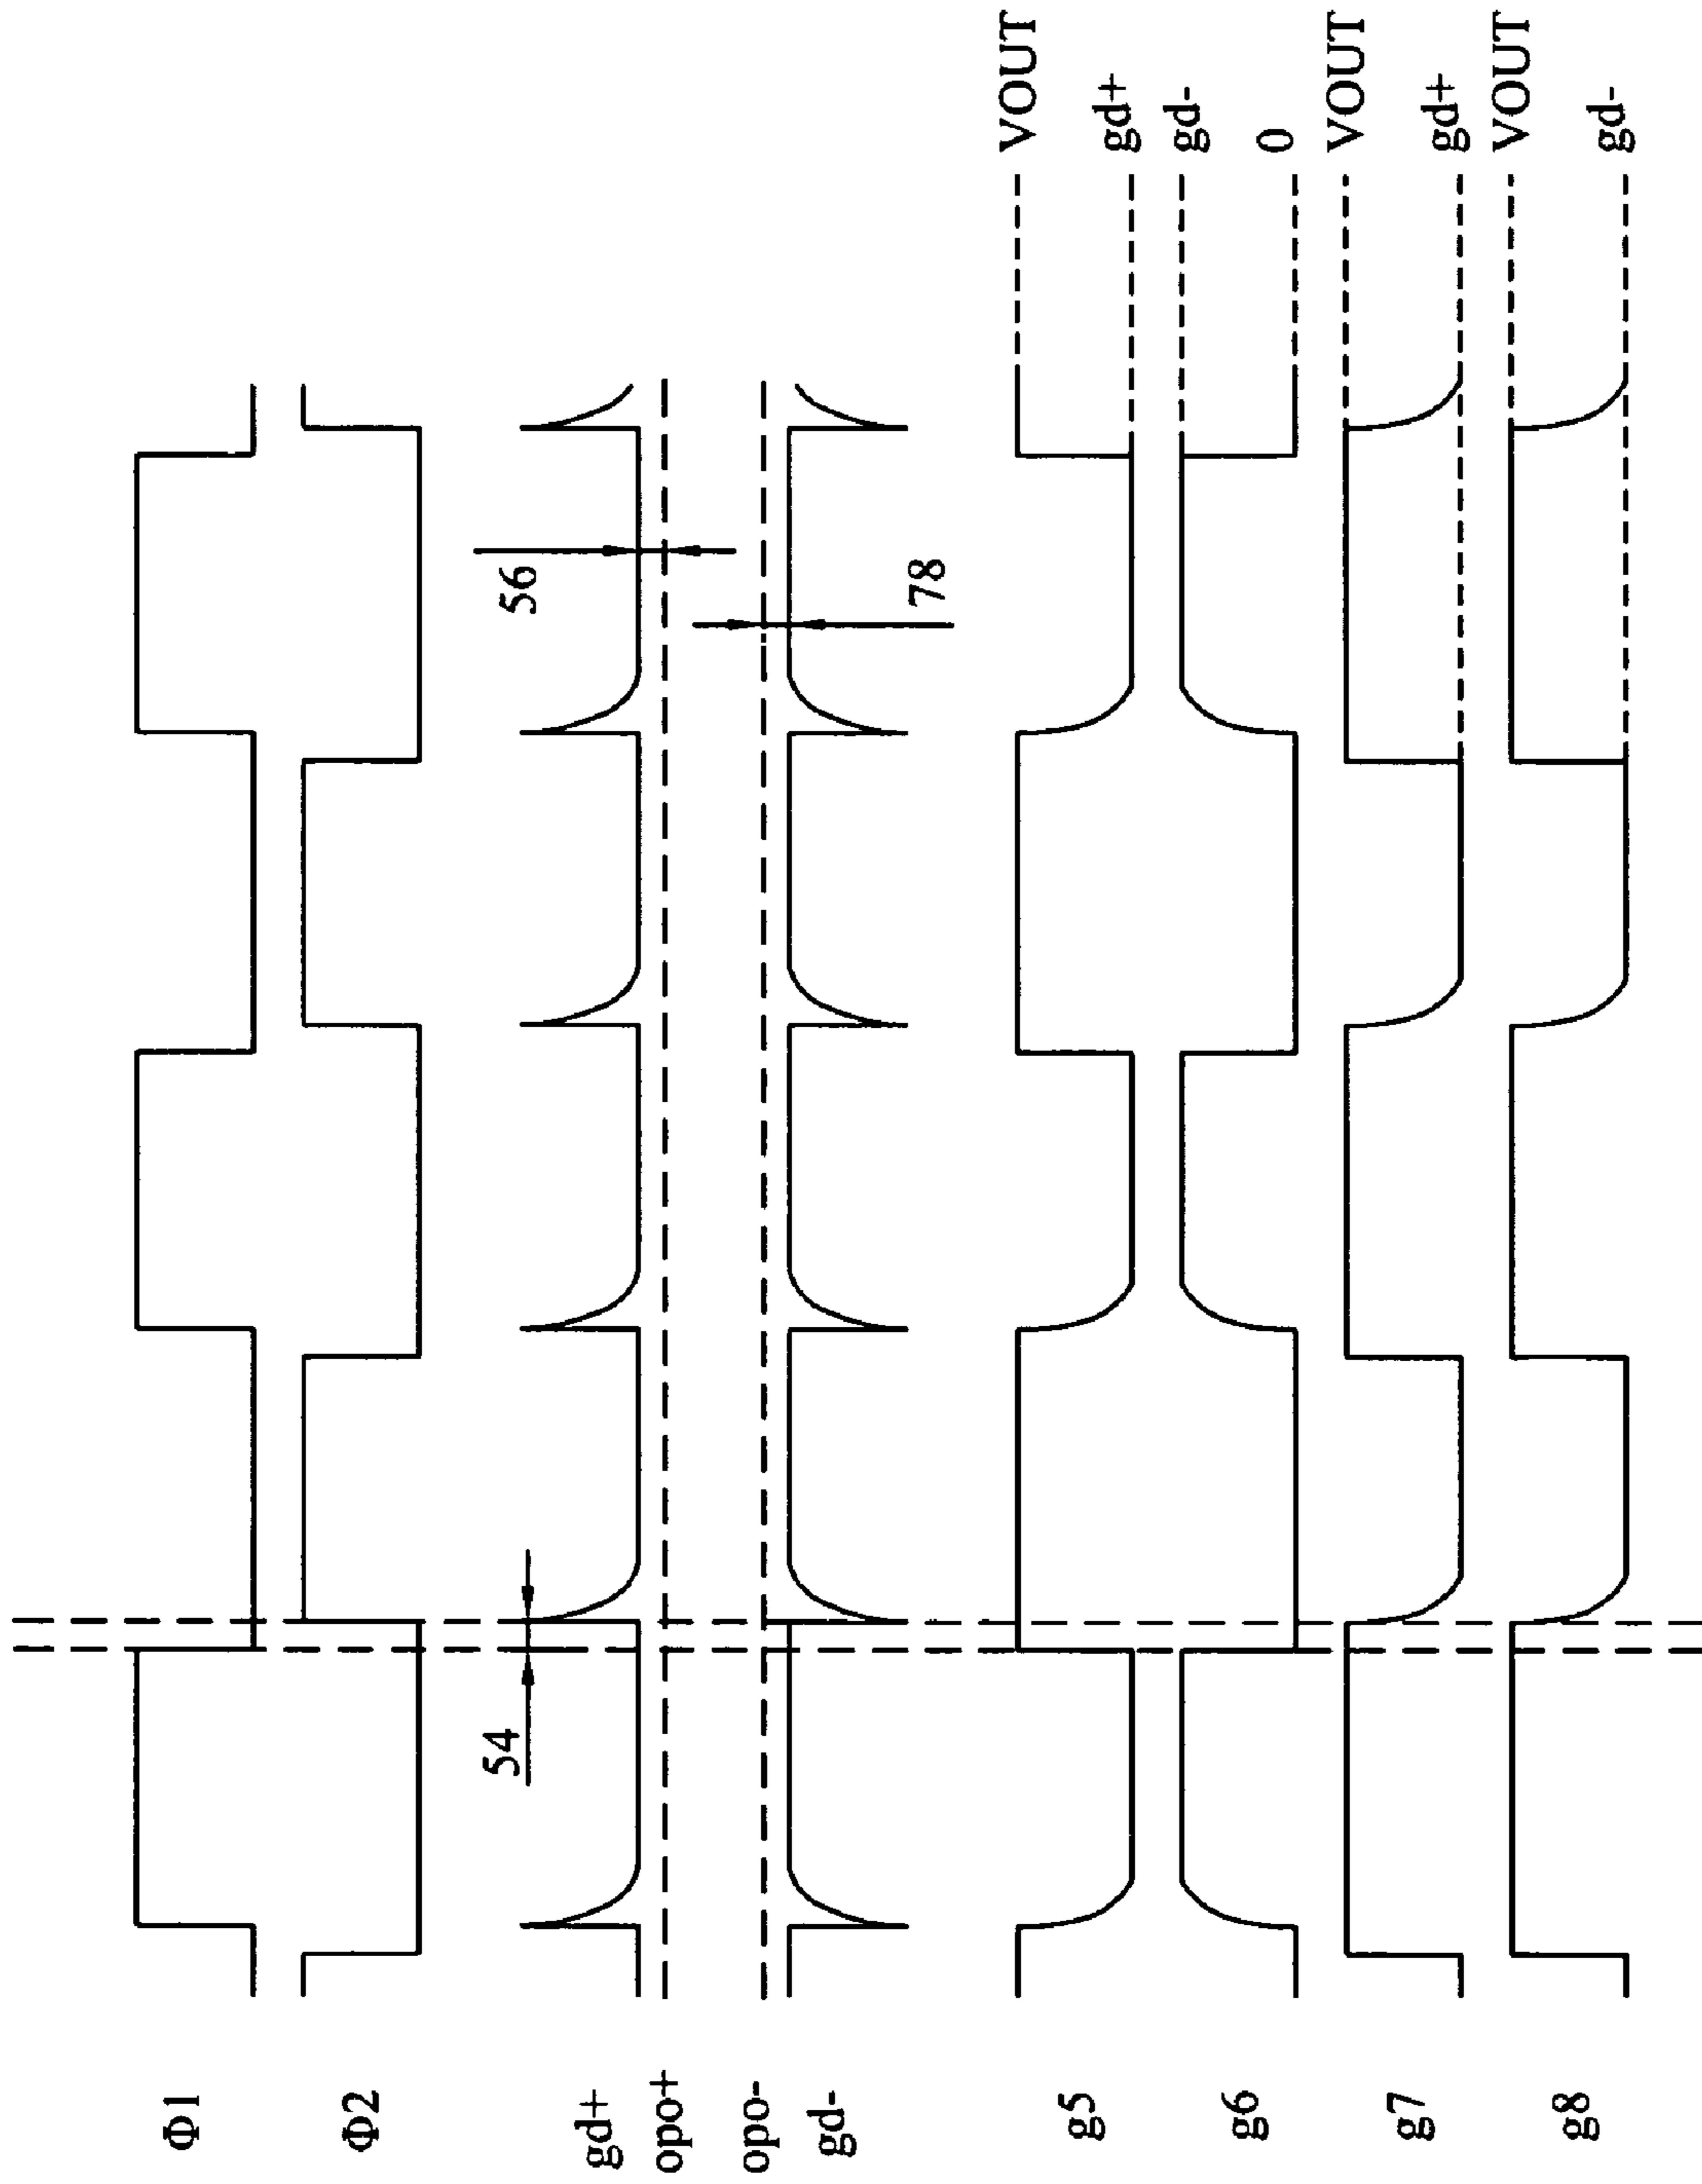 Φ1
Φ2
gd+
opo+
opo-
gd-
g5
g6
g7
g8
54
56
78
VOUT
gd+
gd-
0
VOUT
gd+
VOUT
gd-